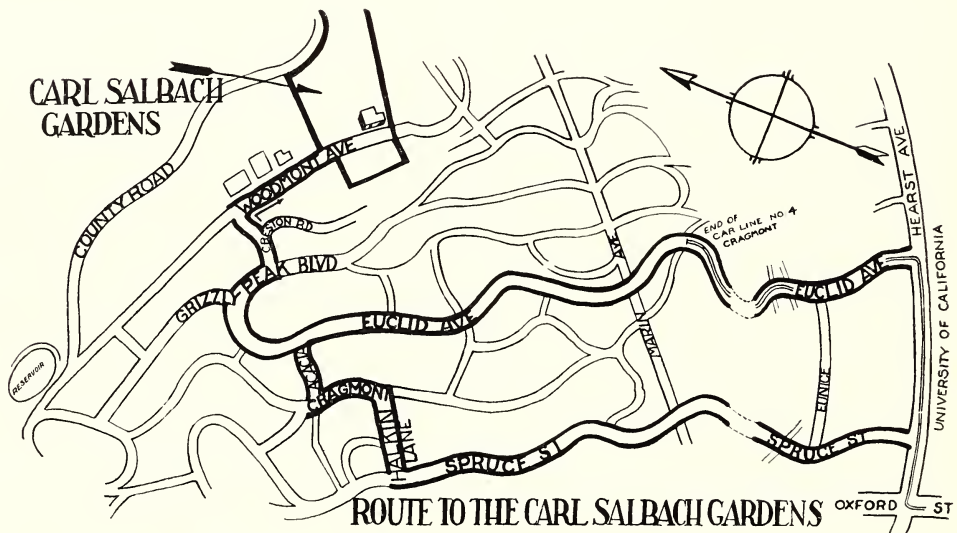 CARL SALBACH
GARDENS
COUNTY ROAD
WOODMONT AVE
CRESTON RD
GRIZZLY PEAK BLVD
EUCLID AVE
END OF
CAR LINE NO 4
CRAGMONT
MARIN AVE
EUCLID AVE
HEARST AVE
UNIVERSITY OF CALIFORNIA
RESERVOIR
ACACIA
CRAGMONT
HALKIN
LANE
EUNICE
SPRUCE ST
SPRUCE ST
ROUTE TO THE CARL SALBACH GARDENS
OXFORD ST